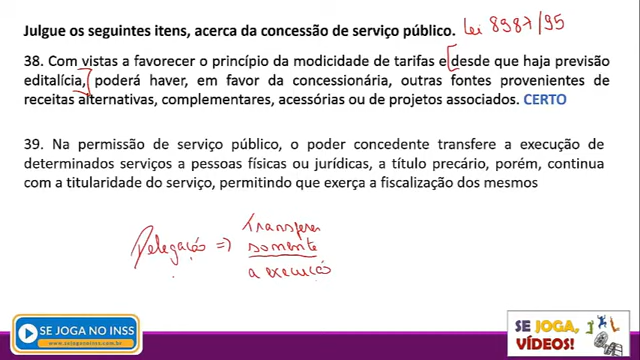 Julgue os seguintes itens, acerca da concessão de serviço público. Lei 8987/95
38. Com vistas a favorecer o princípio da modicidade de tarifas e desde que haja previsão
editalícia, poderá haver, em favor da concessionária, outras fontes provenientes de
receitas alternativas, complementares, acessórias ou de projetos associados. CERTO
39. Na permissão de serviço público, o poder concedente transfere a execução de
determinados serviços a pessoas físicas ou jurídicas, a título precário, porém, continua
com a titularidade do serviço, permitindo que exerça a fiscalização dos mesmos
Delegação => Transfere
somente
a execução
SE JOGA NO INSS
www.sejoganoinss.com.br
SE JOGA,
VÍDEOS!